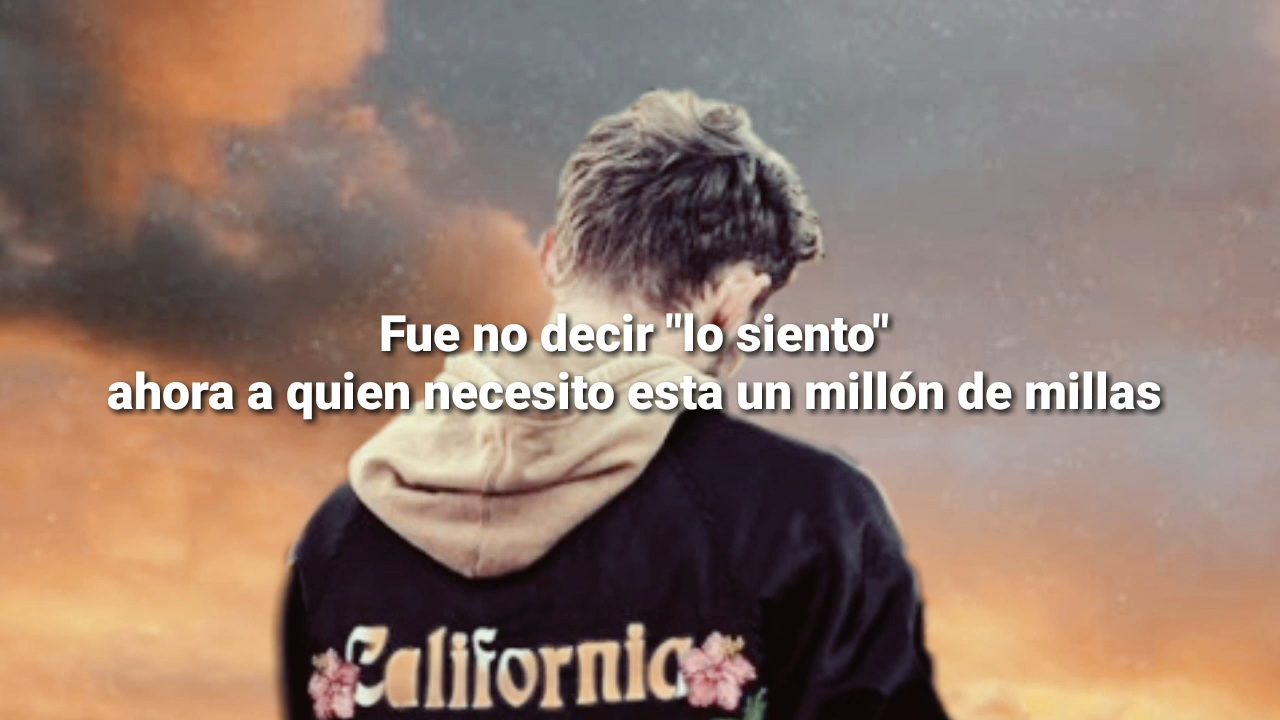 Fue no decir "lo siento"
ahora a quien necesito esta un millón de millas
California